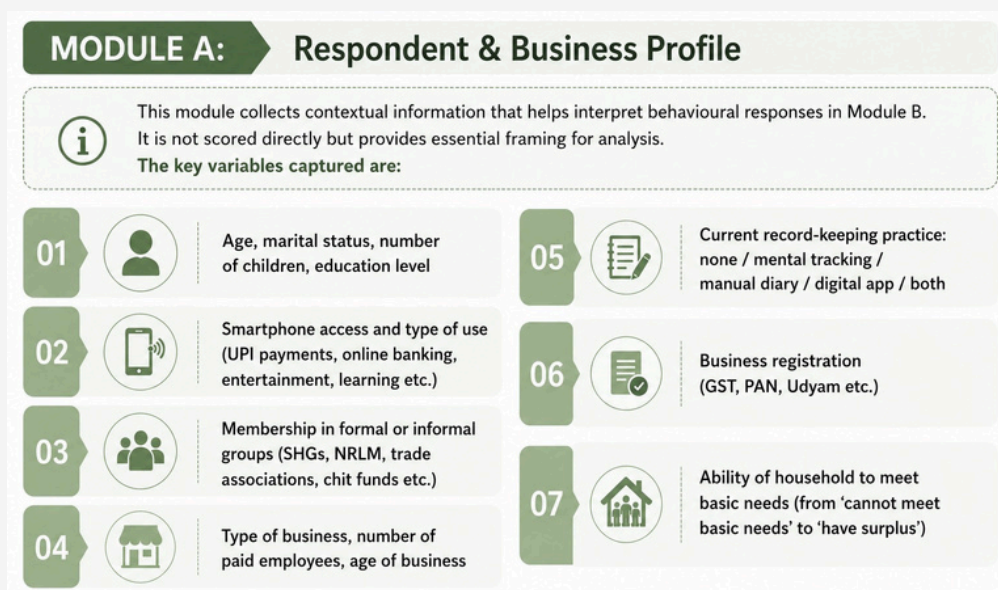 MODULE A: Respondent & Business Profile
This module collects contextual information that helps interpret behavioural responses in Module B.
It is not scored directly but provides essential framing for analysis.
The key variables captured are:
01
Age, marital status, number
of children, education level
02
Smartphone access and type of use
(UPI payments, online banking,
entertainment, learning etc.)
03
Membership in formal or informal
groups (SHGs, NRLM, trade
associations, chit funds etc.)
04
Type of business, number of
paid employees, age of business
05
Current record-keeping practice:
none / mental tracking /
manual diary / digital app / both
06
Business registration
(GST, PAN, Udyam etc.)
07
Ability of household to meet
basic needs (from ‘cannot meet
basic needs’ to ‘have surplus’)